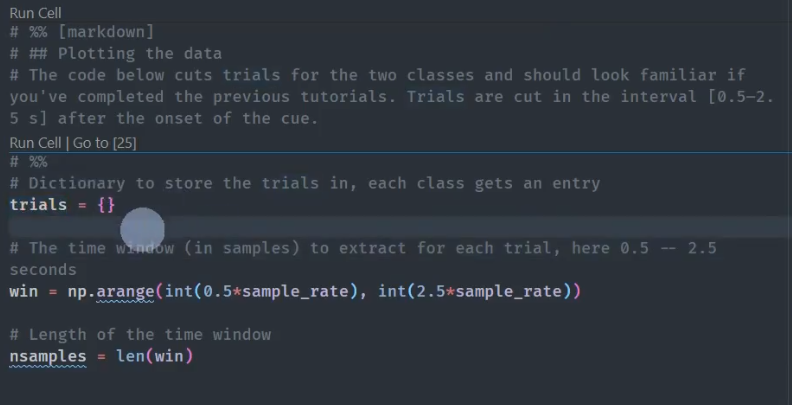 Run Cell
# %% [markdown]
# ## Plotting the data
# The code below cuts trials for the two classes and should look familiar if
you've completed the previous tutorials. Trials are cut in the interval [0.5–2.
5 s] after the onset of the cue.
Run Cell | Go to [25]
# %%
# Dictionary to store the trials in, each class gets an entry
trials = {}
# The time window (in samples) to extract for each trial, here 0.5 -- 2.5
seconds
win = np.arange(int(0.5*sample_rate), int(2.5*sample_rate))
# Length of the time window
nsamples = len(win)